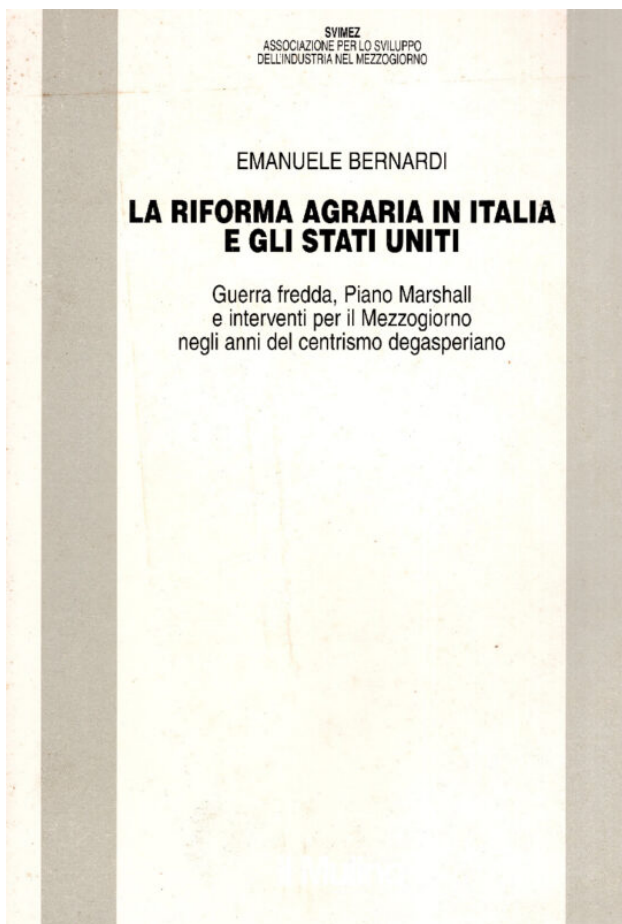 SVIMEZ
ASSOCIAZIONE PER LO SVILUPPO
DELL'INDUSTRIA NEL MEZZOGIORNO
EMANUELE BERNARDI
LA RIFORMA AGRARIA IN ITALIA
E GLI STATI UNITI
Guerra fredda, Piano Marshall
e interventi per il Mezzogiorno
negli anni del centrismo degasperiano